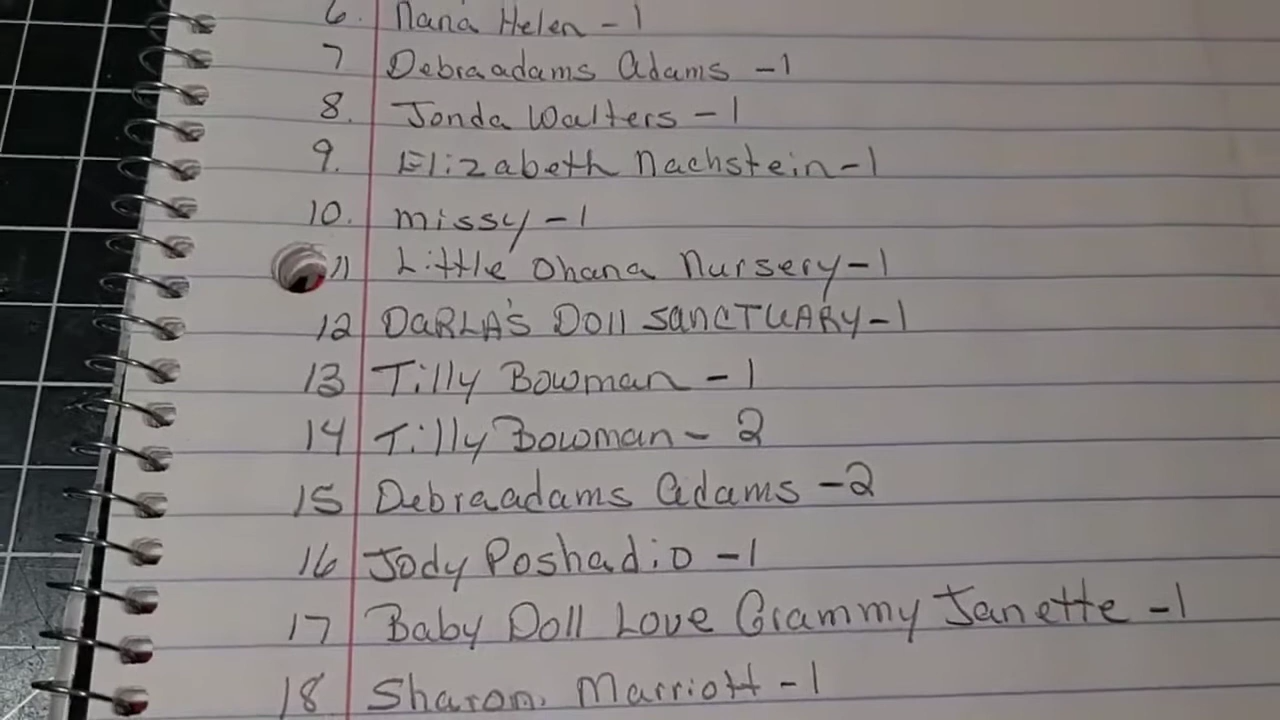 6. Nana Helen - 1
7 Debraadams Adams - 1
8. Jonda Walters - 1
9. Elizabeth Nachstein - 1
10. missy - 1
11 Little Ohana Nursery - 1
12 DaRLA's Doll SancTUARy - 1
13 Tilly Bowman - 1
14 Tilly Bowman - 2
15 Debraadams Adams - 2
16 Jody Poshadio - 1
17 Baby Doll Love Grammy Janette - 1
18 Sharon. Marriott - 1